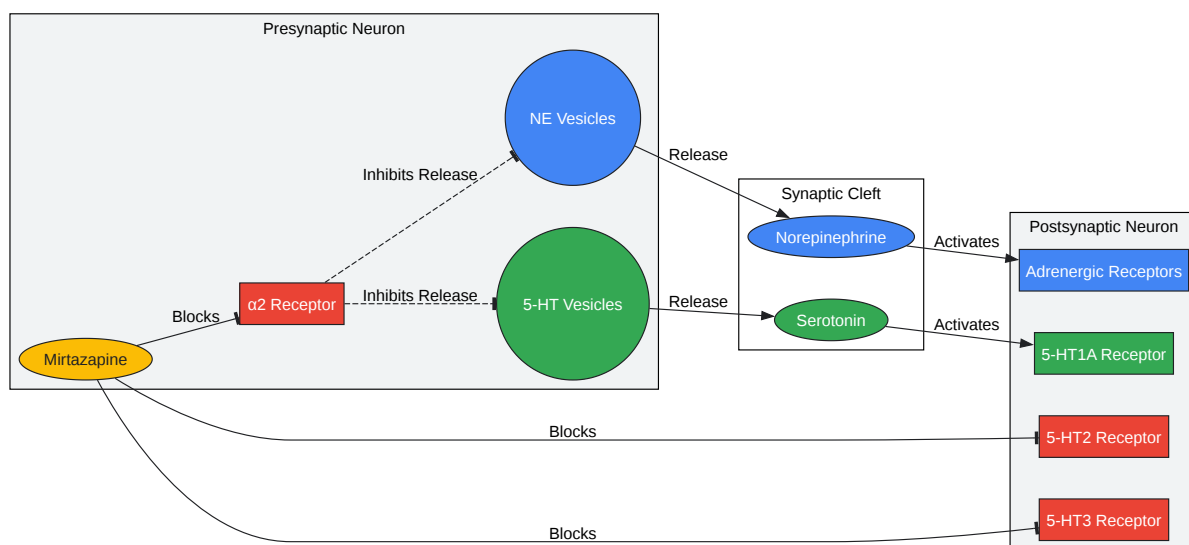 Presynaptic Neuron
NE Vesicles
Release
Inhibits Release
Synaptic Cleft
Norepinephrine
Activates
Postsynaptic Neuron
Adrenergic Receptors
α2 Receptor
Inhibits Release
5-HT Vesicles
Release
Serotonin
Activates
5-HT1A Receptor
Blocks
Mirtazapine
Blocks
5-HT2 Receptor
Blocks
5-HT3 Receptor